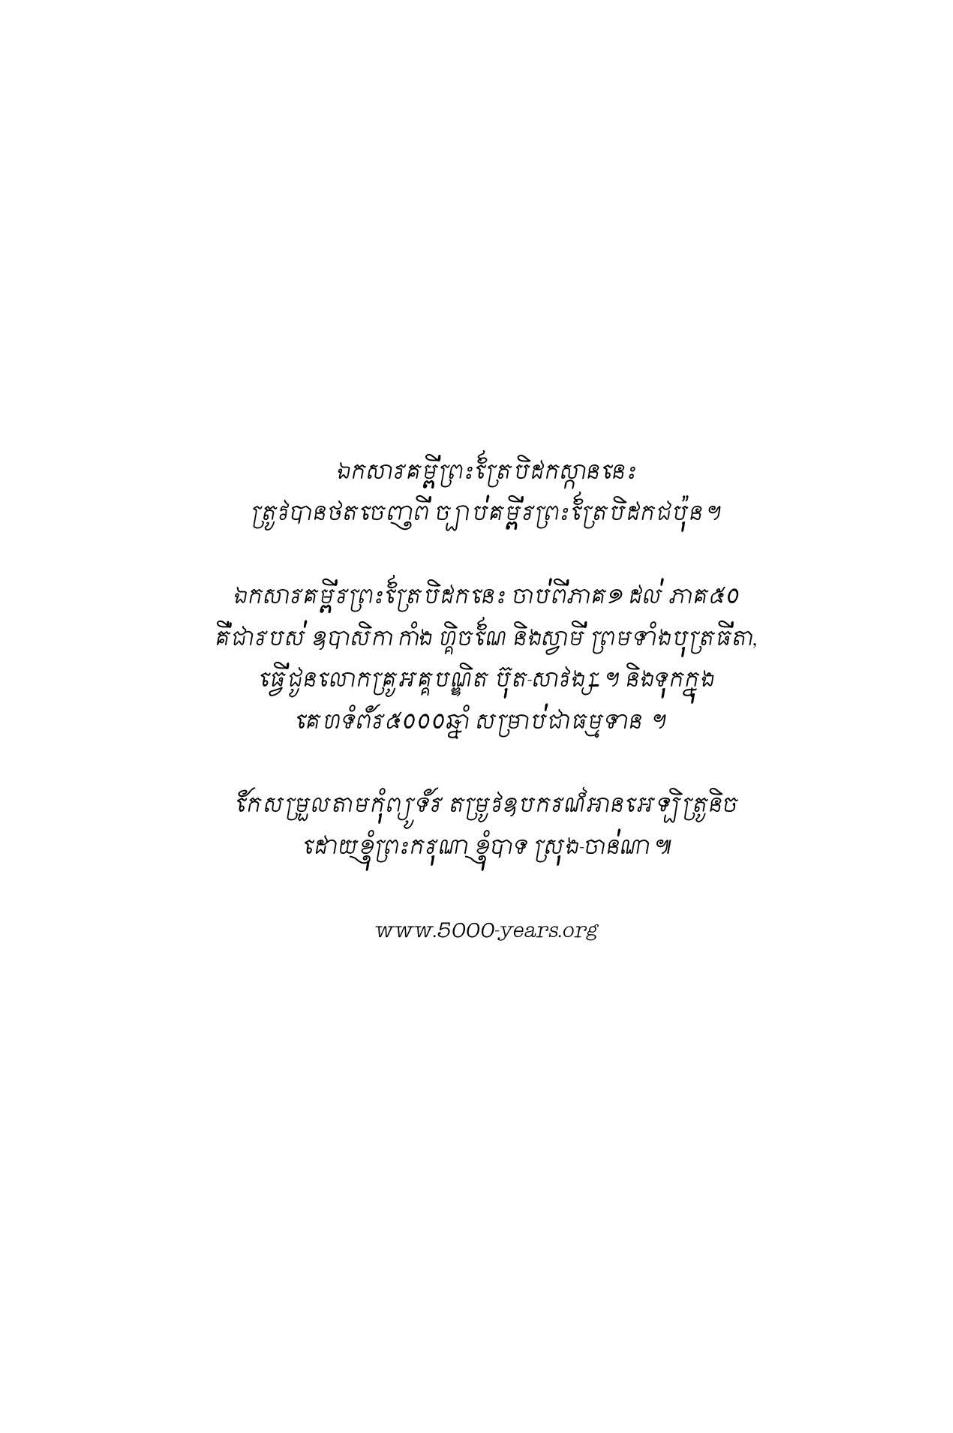 ឯកសារគម្ពីព្រះត្រៃបិដកស្កាននេះ
ត្រូវបានថតចេញពី ច្បាប់គម្ពីរព្រះត្រៃបិដកជប៉ុន ។
ឯកសារគម្ពីរព្រះត្រៃបិដកនេះ ចាប់ពីភាគ១ ដល់ ភាគ៥០
គឺជារបស់ ឧបាសិកា កាំង ហ្គិចណៃ និងស្វាមី ព្រមទាំងបុត្រធីតា,
ធ្វើជូនលោកគ្រូអគ្គបណ្ឌិត ប៊ុត-សាវង្ស ។ និងទុកក្នុង
គេហទំព័រ៥០០០ឆ្នាំ សម្រាប់ជាធម្មទាន ។
កែសម្រួលតាមកុំព្យូទ័រ តម្រូវឧបករណ៍អានអេឡិត្រូនិច
ដោយខ្ញុំព្រះករុណា ខ្ញុំបាទ ស្រុង-ចាន់ណា ៕
www.5000-years.org